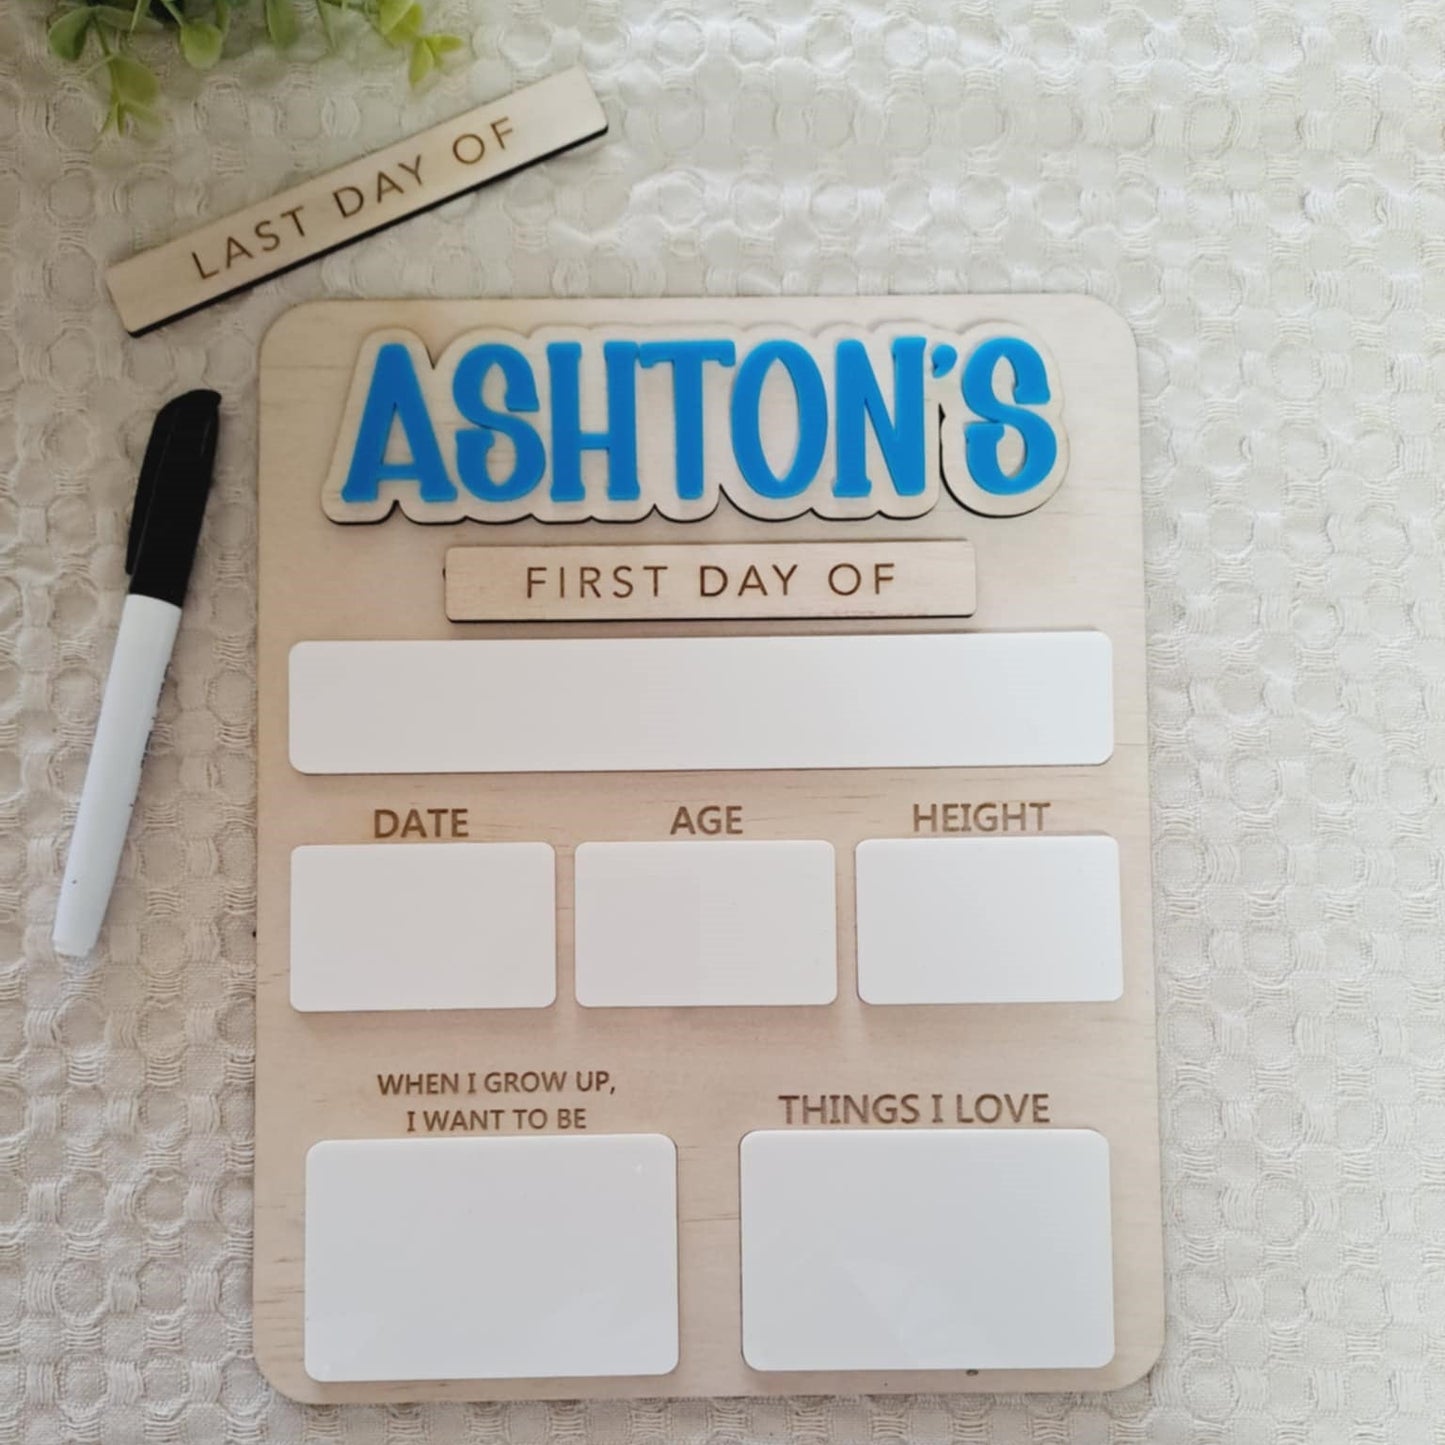 LAST DAY OF
ASHTON'S
FIRST DAY OF
DATE
AGE
HEIGHT
WHEN I GROW UP,
I WANT TO BE
THINGS I LOVE